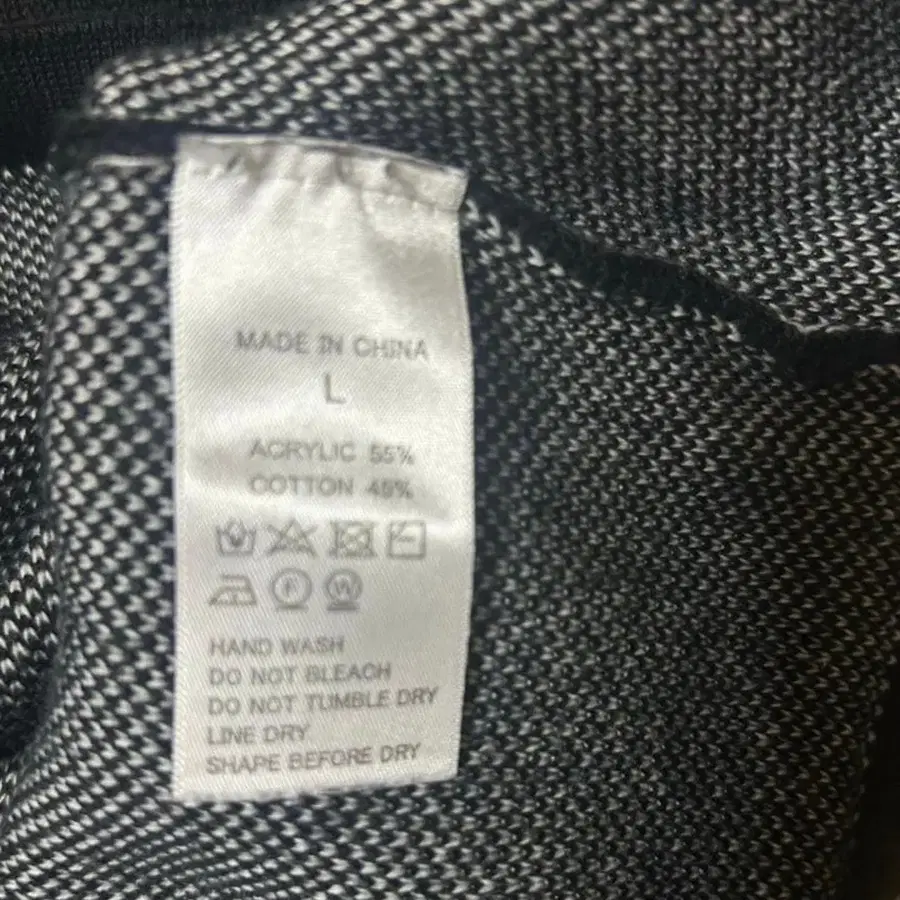 MADE IN CHINA
L
ACRYLIC 55%
COTTON 45%
F W
HAND WASH
DO NOT BLEACH
DO NOT TUMBLE DRY
LINE DRY
SHAPE BEFORE DRY